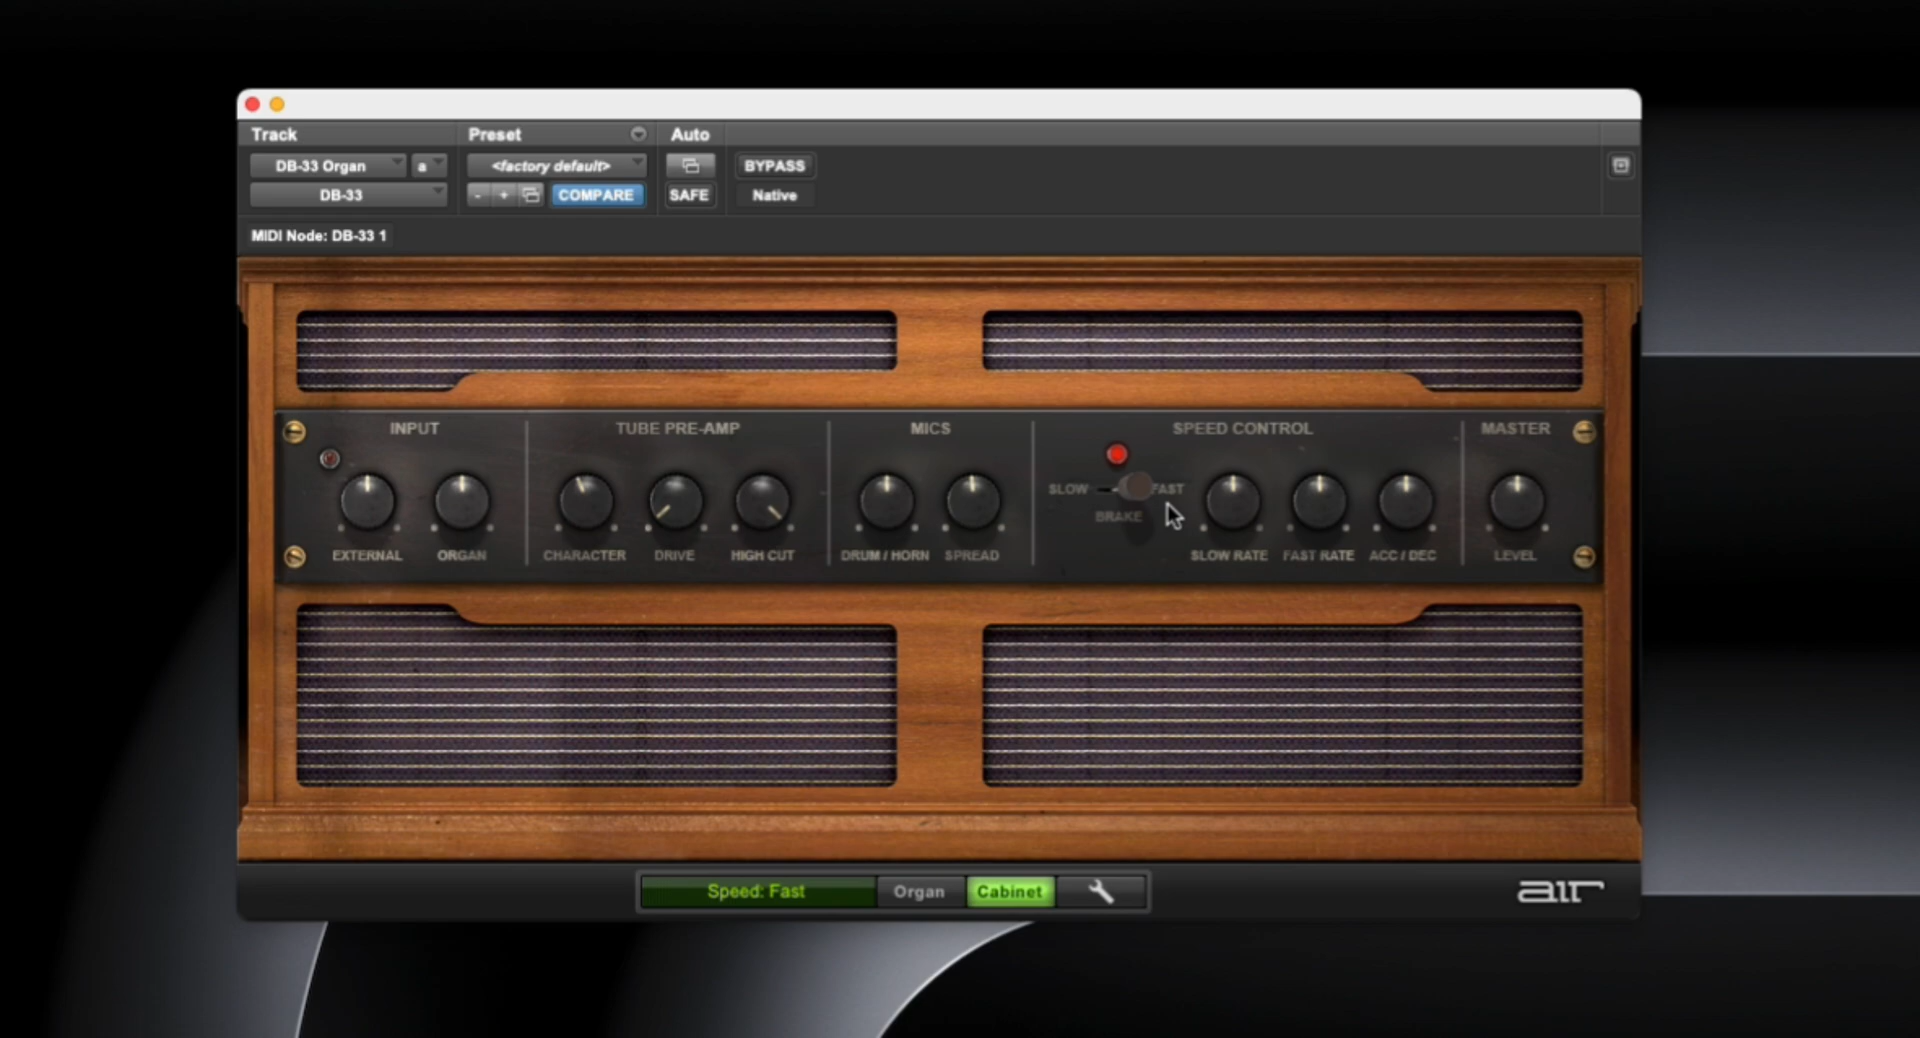 Track Preset Auto
DB-33 Organ a <factory default> BYPASS
DB-33 - + COMPARE SAFE Native
MIDI Node: DB-33 1
INPUT TUBE PRE-AMP MICS SPEED CONTROL MASTER
SLOW FAST
BRAKE
EXTERNAL ORGAN CHARACTER DRIVE HIGH CUT DRUM / HORN SPREAD SLOW RATE FAST RATE ACC / DEC LEVEL
Speed: Fast Organ Cabinet air